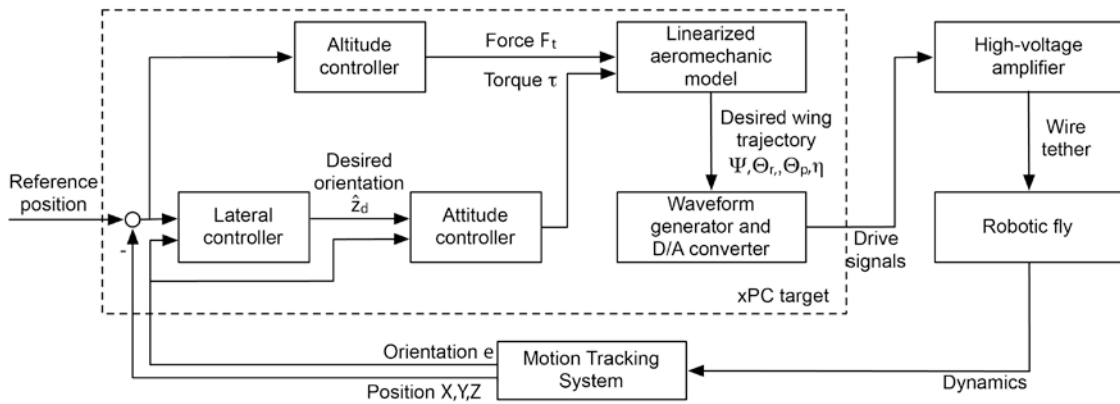 Altitude
controller
Force Fₜ
Torque τ
Linearized
aeromechanic
model
High-voltage
amplifier
Desired wing
trajectory
Ψ,Θᵣ,,Θₚ,η
Wire
tether
Reference
position
-
Lateral
controller
Desired
orientation
ẑ_d
Attitude
controller
Waveform
generator and
D/A converter
Drive
signals
Robotic fly
xPC target
Orientation e
Position X,Y,Z
Motion Tracking
System
Dynamics